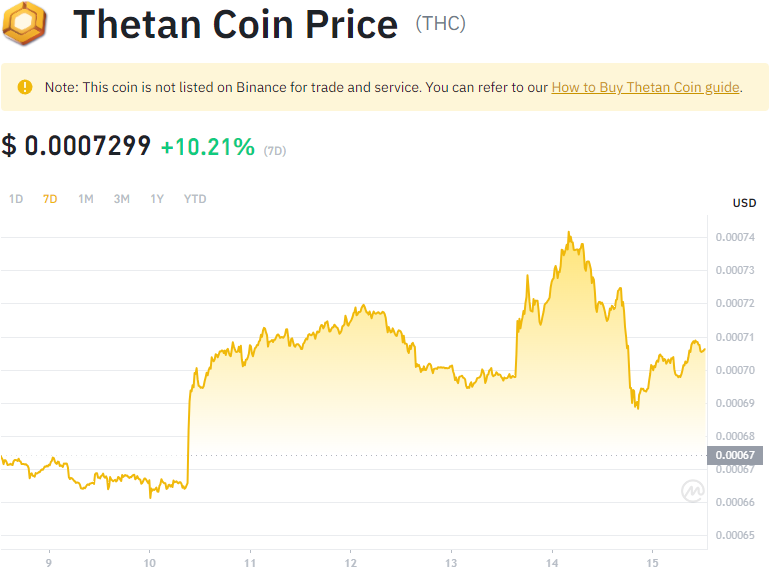 Thetan Coin Price (THC)
Note: This coin is not listed on Binance for trade and service. You can refer to our How to Buy Thetan Coin guide.
$ 0.0007299 +10.21% (7D)
1D 7D 1M 3M 1Y YTD
USD
0.00074
0.00073
0.00072
0.00071
0.00070
0.00069
0.00068
0.00067
0.00067
0.00066
0.00065
9 10 11 12 13 14 15